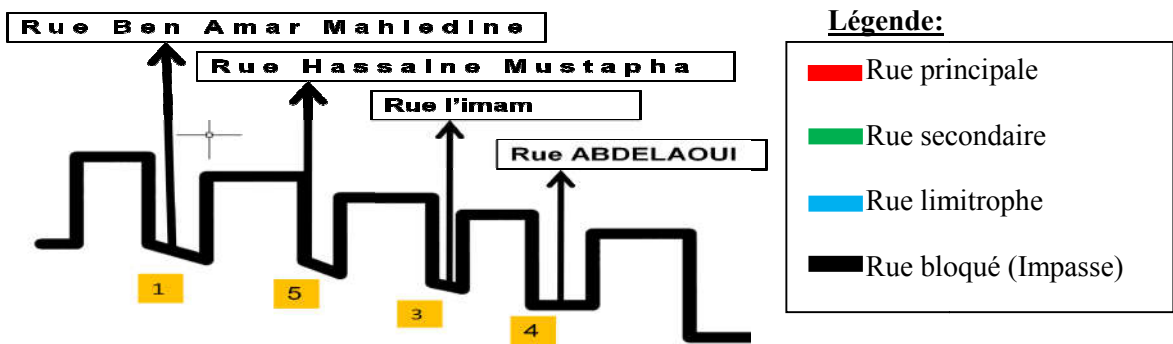 Rue Ben Amar Mahledine
Rue Hassaine Mustapha
Rue l'imam
Rue ABDELAOUI
1
5
3
4
Légende:
Rue principale
Rue secondaire
Rue limitrophe
Rue bloqué (Impasse)